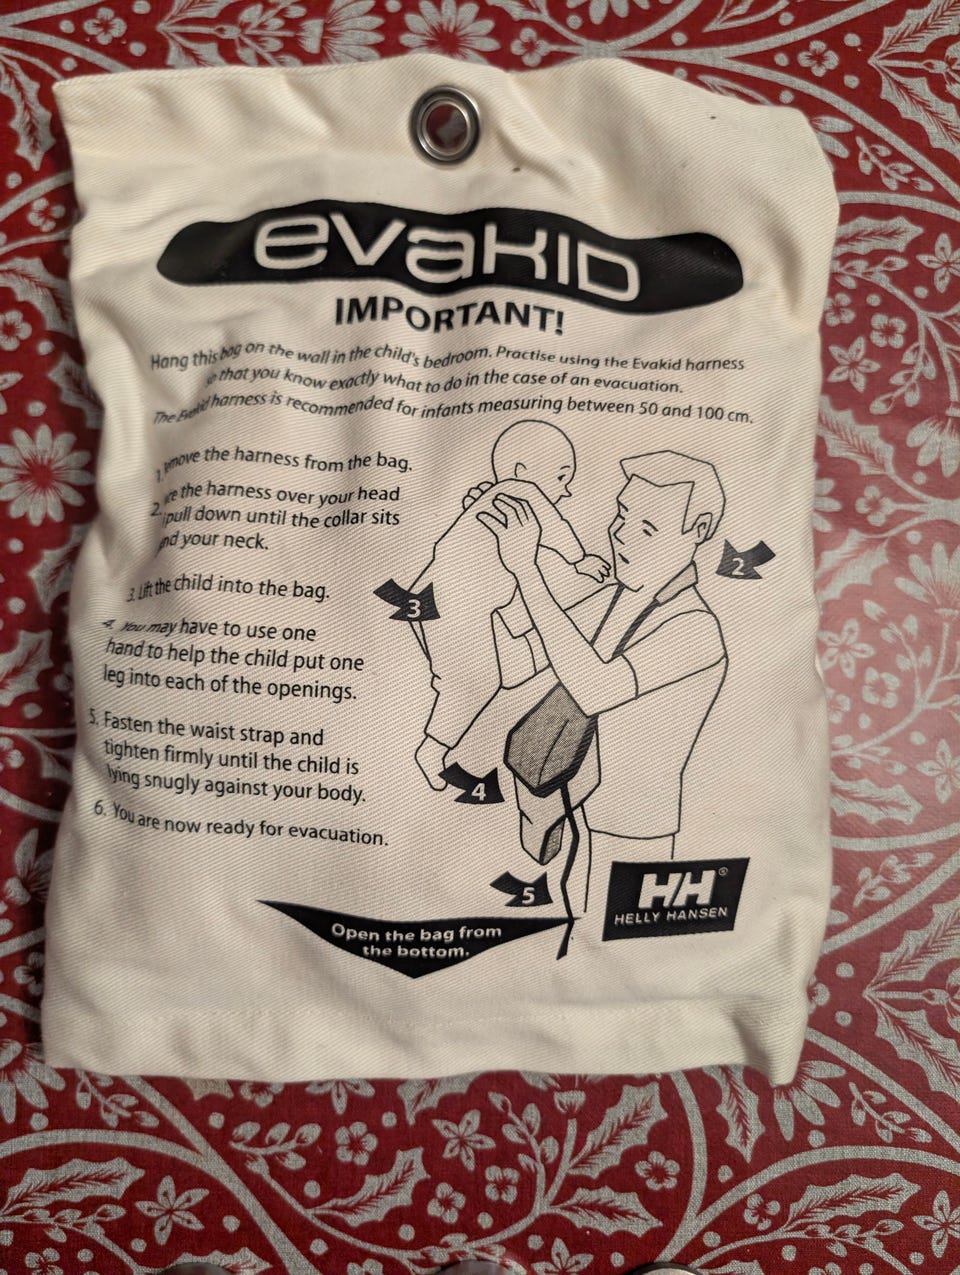 evakid
IMPORTANT!
Hang this bag on the wall in the child's bedroom. Practise using the Evakid harness
so that you know exactly what to do in the case of an evacuation.
The Evakid harness is recommended for infants measuring between 50 and 100 cm.
1. Remove the harness from the bag.
2. the harness over your head
pull down until the collar sits
your neck.
3. Lift the child into the bag.
4. You may have to use one
hand to help the child put one
leg into each of the openings.
5. Fasten the waist strap and
tighten firmly until the child is
lying snugly against your body.
6. You are now ready for evacuation.
2
3
4
5
Open the bag from
the bottom.
HH®
HELLY HANSEN